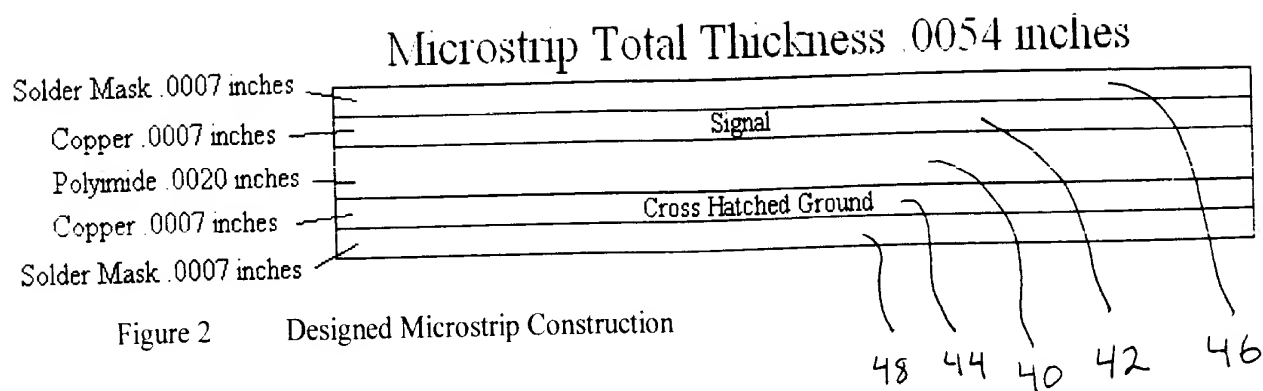 Microstrip Total Thickness .0054 inches
Solder Mask .0007 inches
Copper .0007 inches
Signal
Polyimide .0020 inches
Copper .0007 inches
Cross Hatched Ground
Solder Mask .0007 inches
Figure 2 Designed Microstrip Construction
48 44 40 42 46